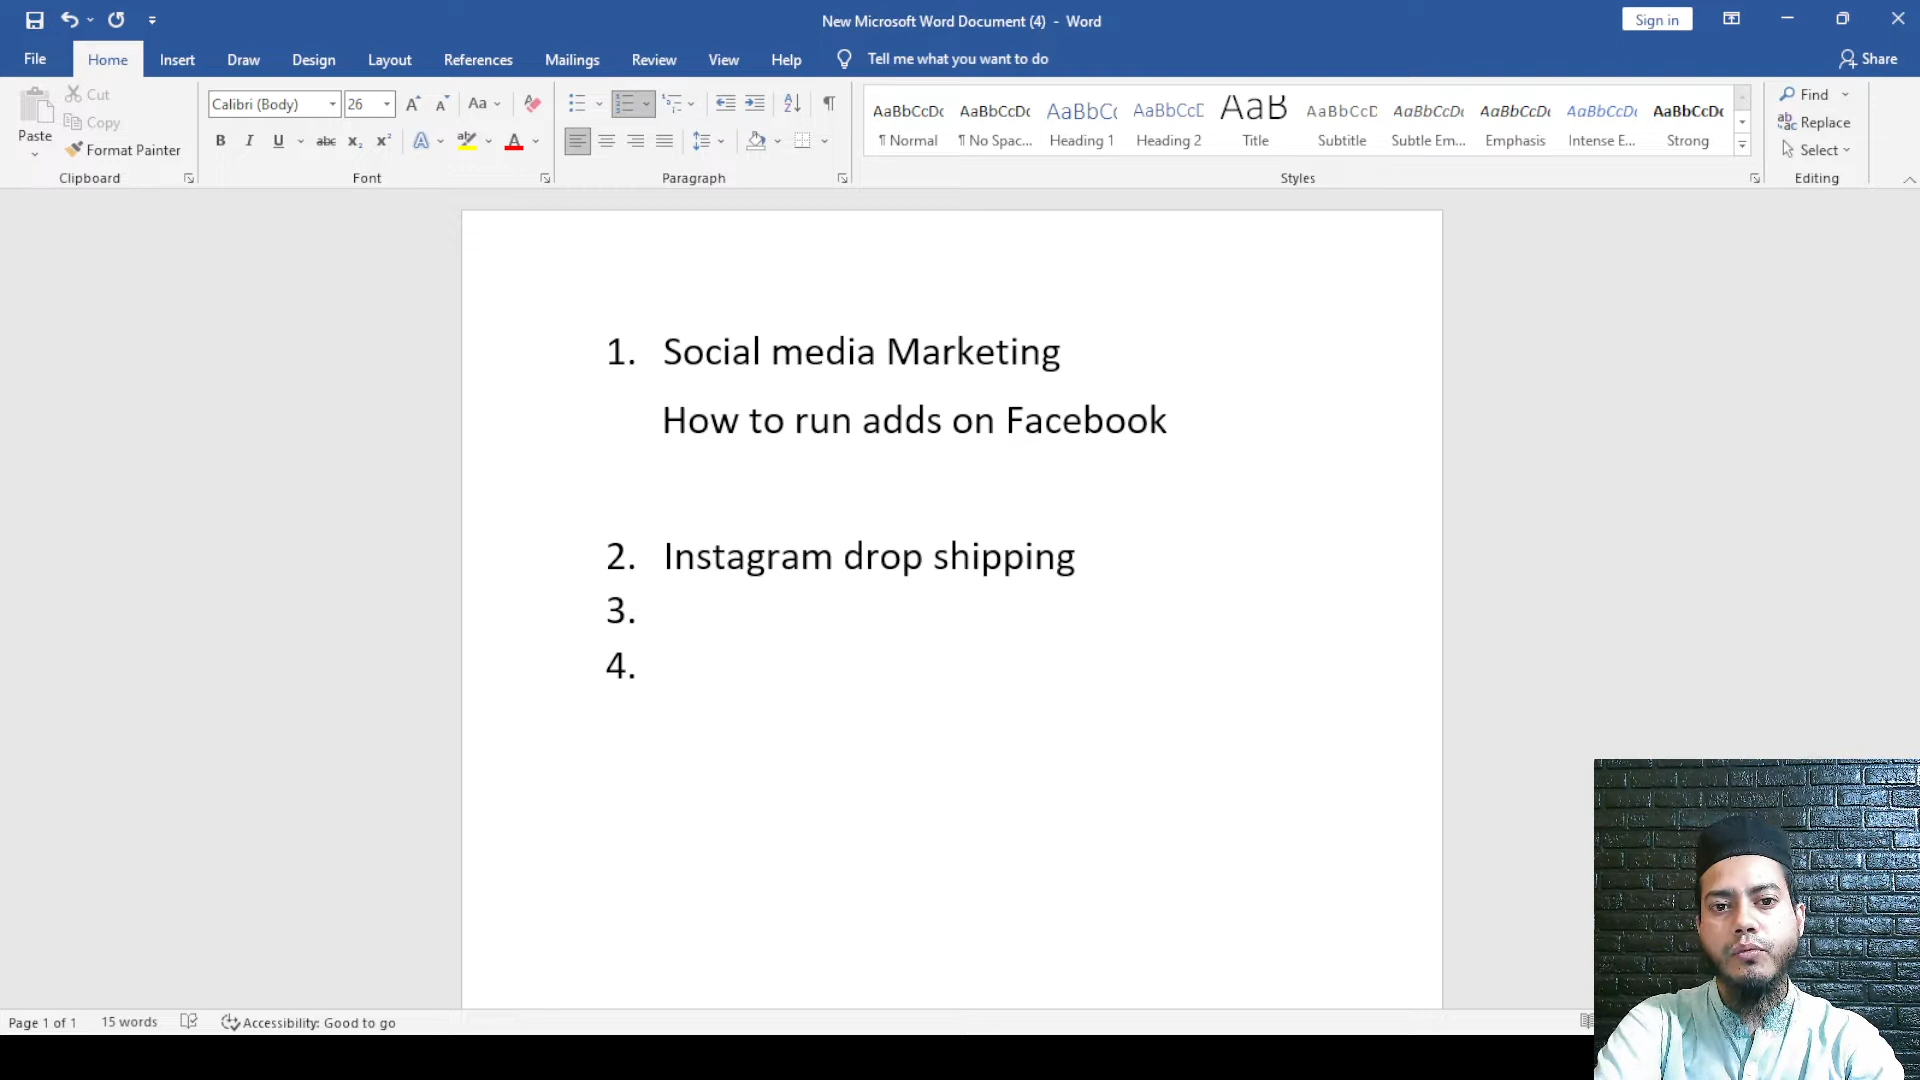 New Microsoft Word Document (4) - Word
Sign in
File Home Insert Draw Design Layout References Mailings Review View Help Tell me what you want to do Share
Paste
Cut
Copy
Format Painter
Clipboard
Calibri (Body) 26
Font
Paragraph
AaBbCcDc AaBbCcDc AaBbC AaBbCcD AaB AaBbCcD AaBbCcDc AaBbCcDc AaBbCcDc AaBbCcDc
¶ Normal ¶ No Spac... Heading 1 Heading 2 Title Subtitle Subtle Em... Emphasis Intense E... Strong
Styles
Find
Replace
Select
Editing
1. Social media Marketing
How to run adds on Facebook
2. Instagram drop shipping
3.
4.
Page 1 of 1 15 words Accessibility: Good to go